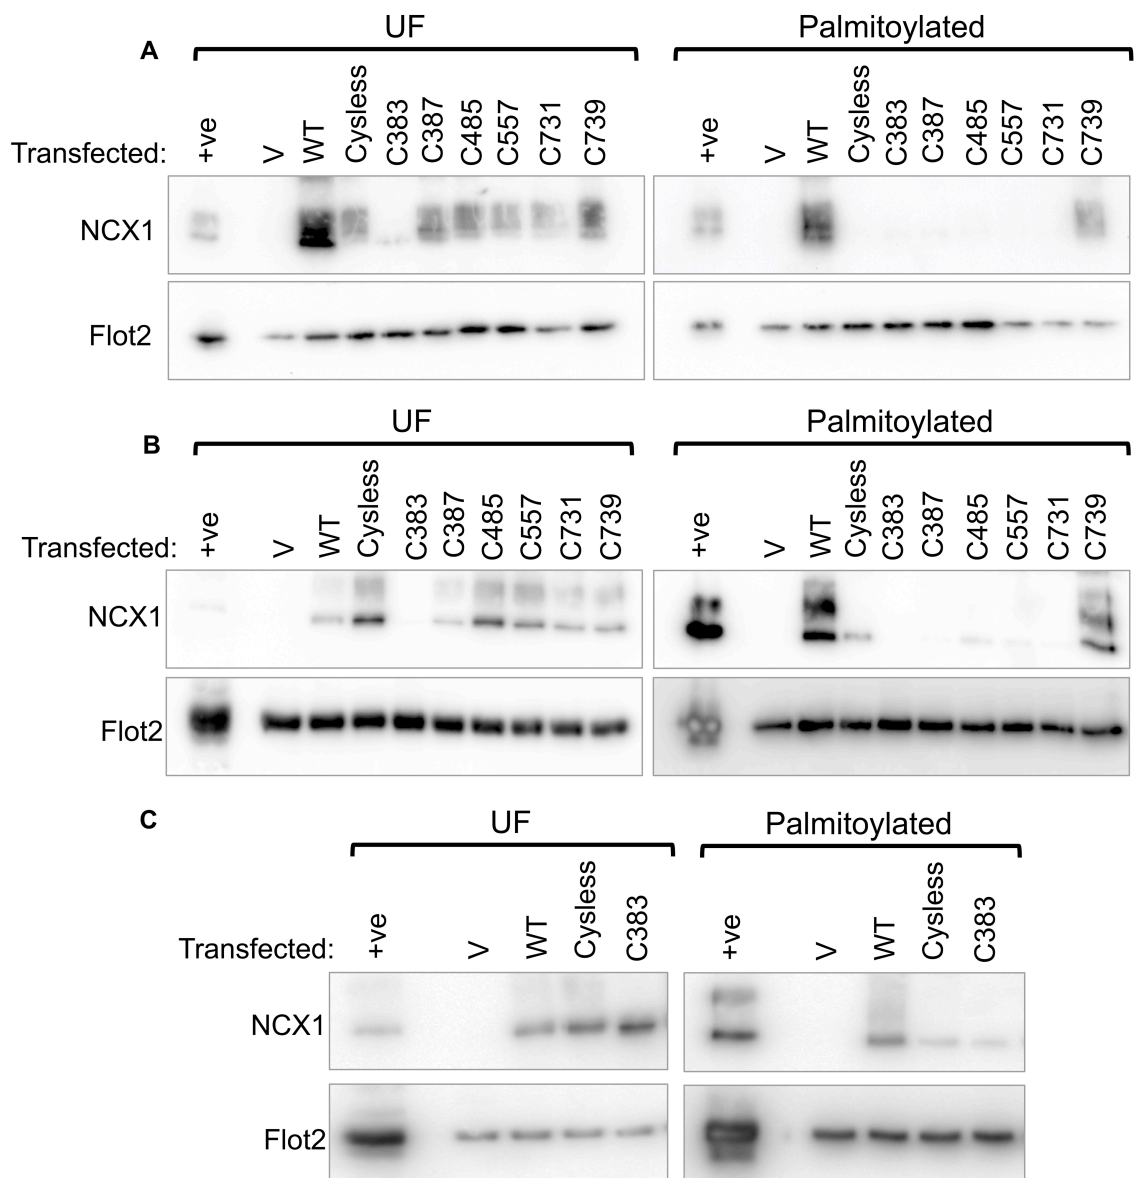 A
UF Palmitoylated
Transfected: +ve V WT Cysless C383 C387 C485 C557 C731 C739 +ve V WT Cysless C383 C387 C485 C557 C731 C739
NCX1
Flot2
B
UF Palmitoylated
Transfected: +ve V WT Cysless C383 C387 C485 C557 C731 C739 +ve V WT Cysless C383 C387 C485 C557 C731 C739
NCX1
Flot2
C
UF Palmitoylated
Transfected: +ve V WT Cysless C383 +ve V WT Cysless C383
NCX1
Flot2